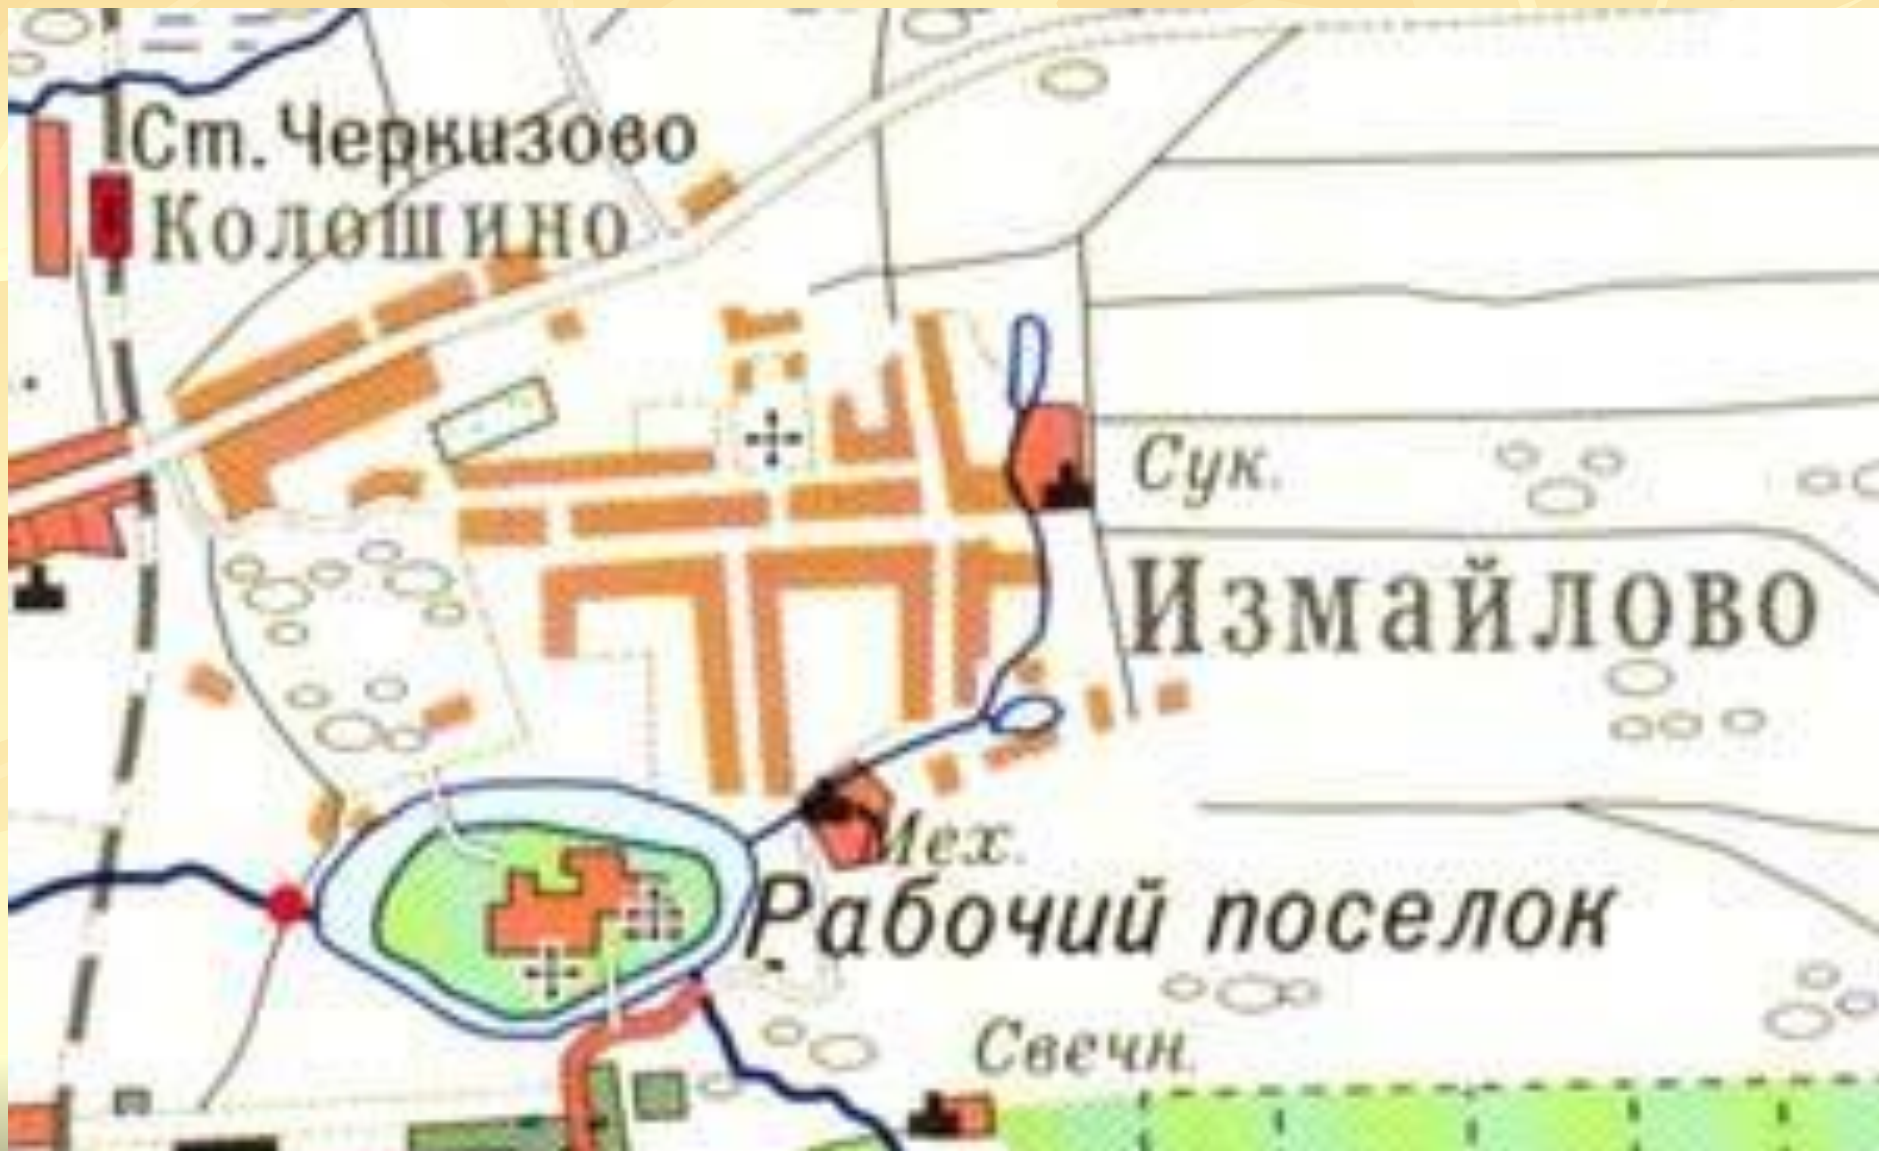 Ст. Черкизово
Колошино
Сук.
Измайлово
Мех.
Рабочий поселок
Свечн.